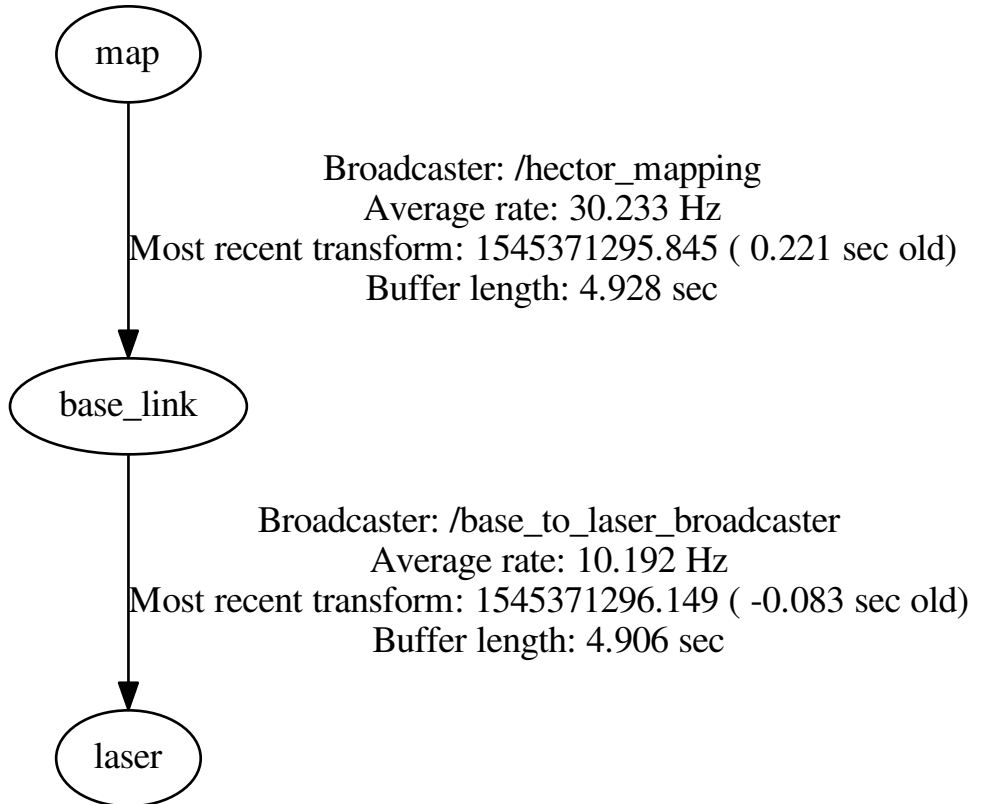 map
Broadcaster: /hector_mapping
Average rate: 30.233 Hz
Most recent transform: 1545371295.845 ( 0.221 sec old)
Buffer length: 4.928 sec
base_link
Broadcaster: /base_to_laser_broadcaster
Average rate: 10.192 Hz
Most recent transform: 1545371296.149 ( -0.083 sec old)
Buffer length: 4.906 sec
laser